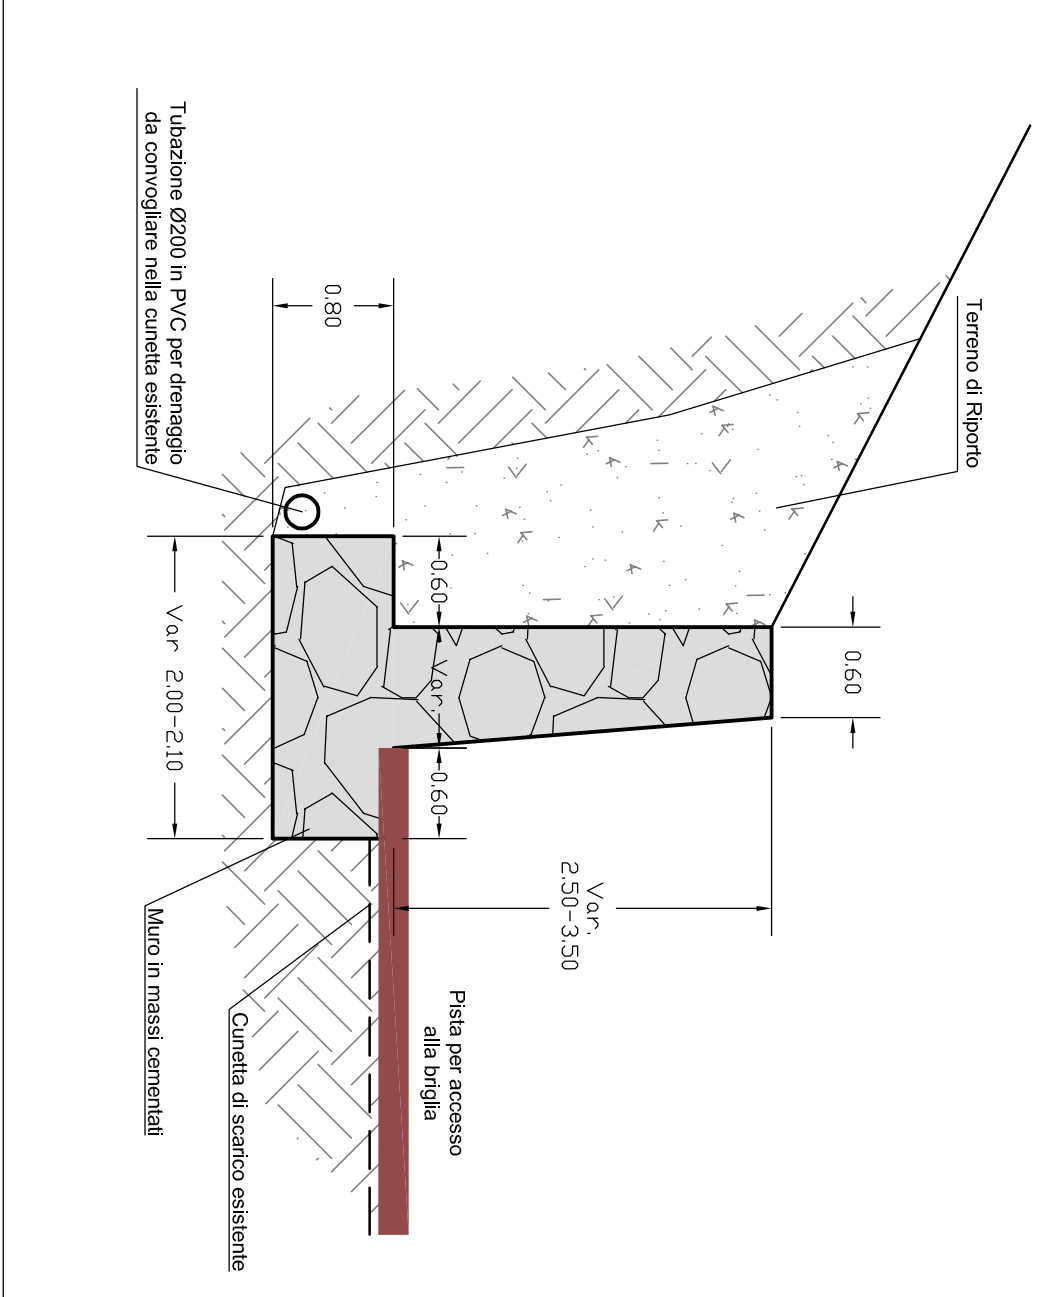 Terreno di Riporto
0.60
Tubazione Ø200 in PVC per drenaggio
da convogliare nella cunetta esistente
0.80
0.60
Var.
0.60
Var 2.00-2.10
Var.
2.50-3.50
Pista per accesso
alla briglia
Cunetta di scarico esistente
Muro in massi cementati